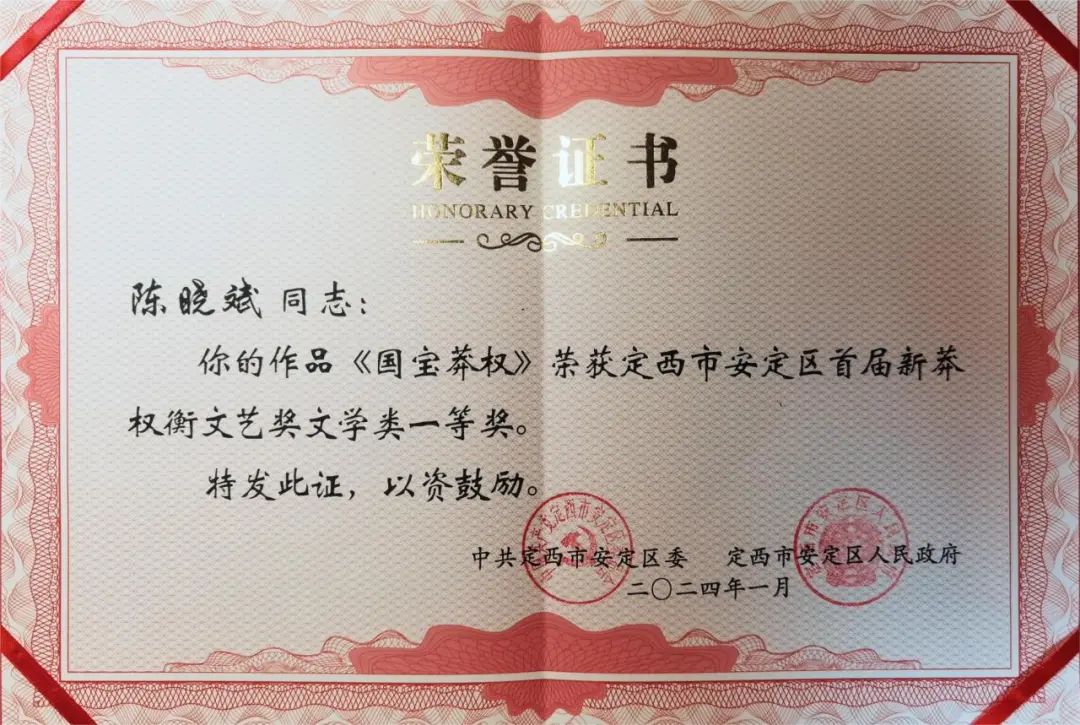 荣誉证书
HONORARY CREDENTIAL
陈晓斌 同志：
你的作品《国宝莽权》荣获定西市安定区首届新莽
权衡文艺奖文学类一等奖。
特发此证，以资鼓励。
中共定西市安定区委 定西市安定区人民政府
二〇二四年一月